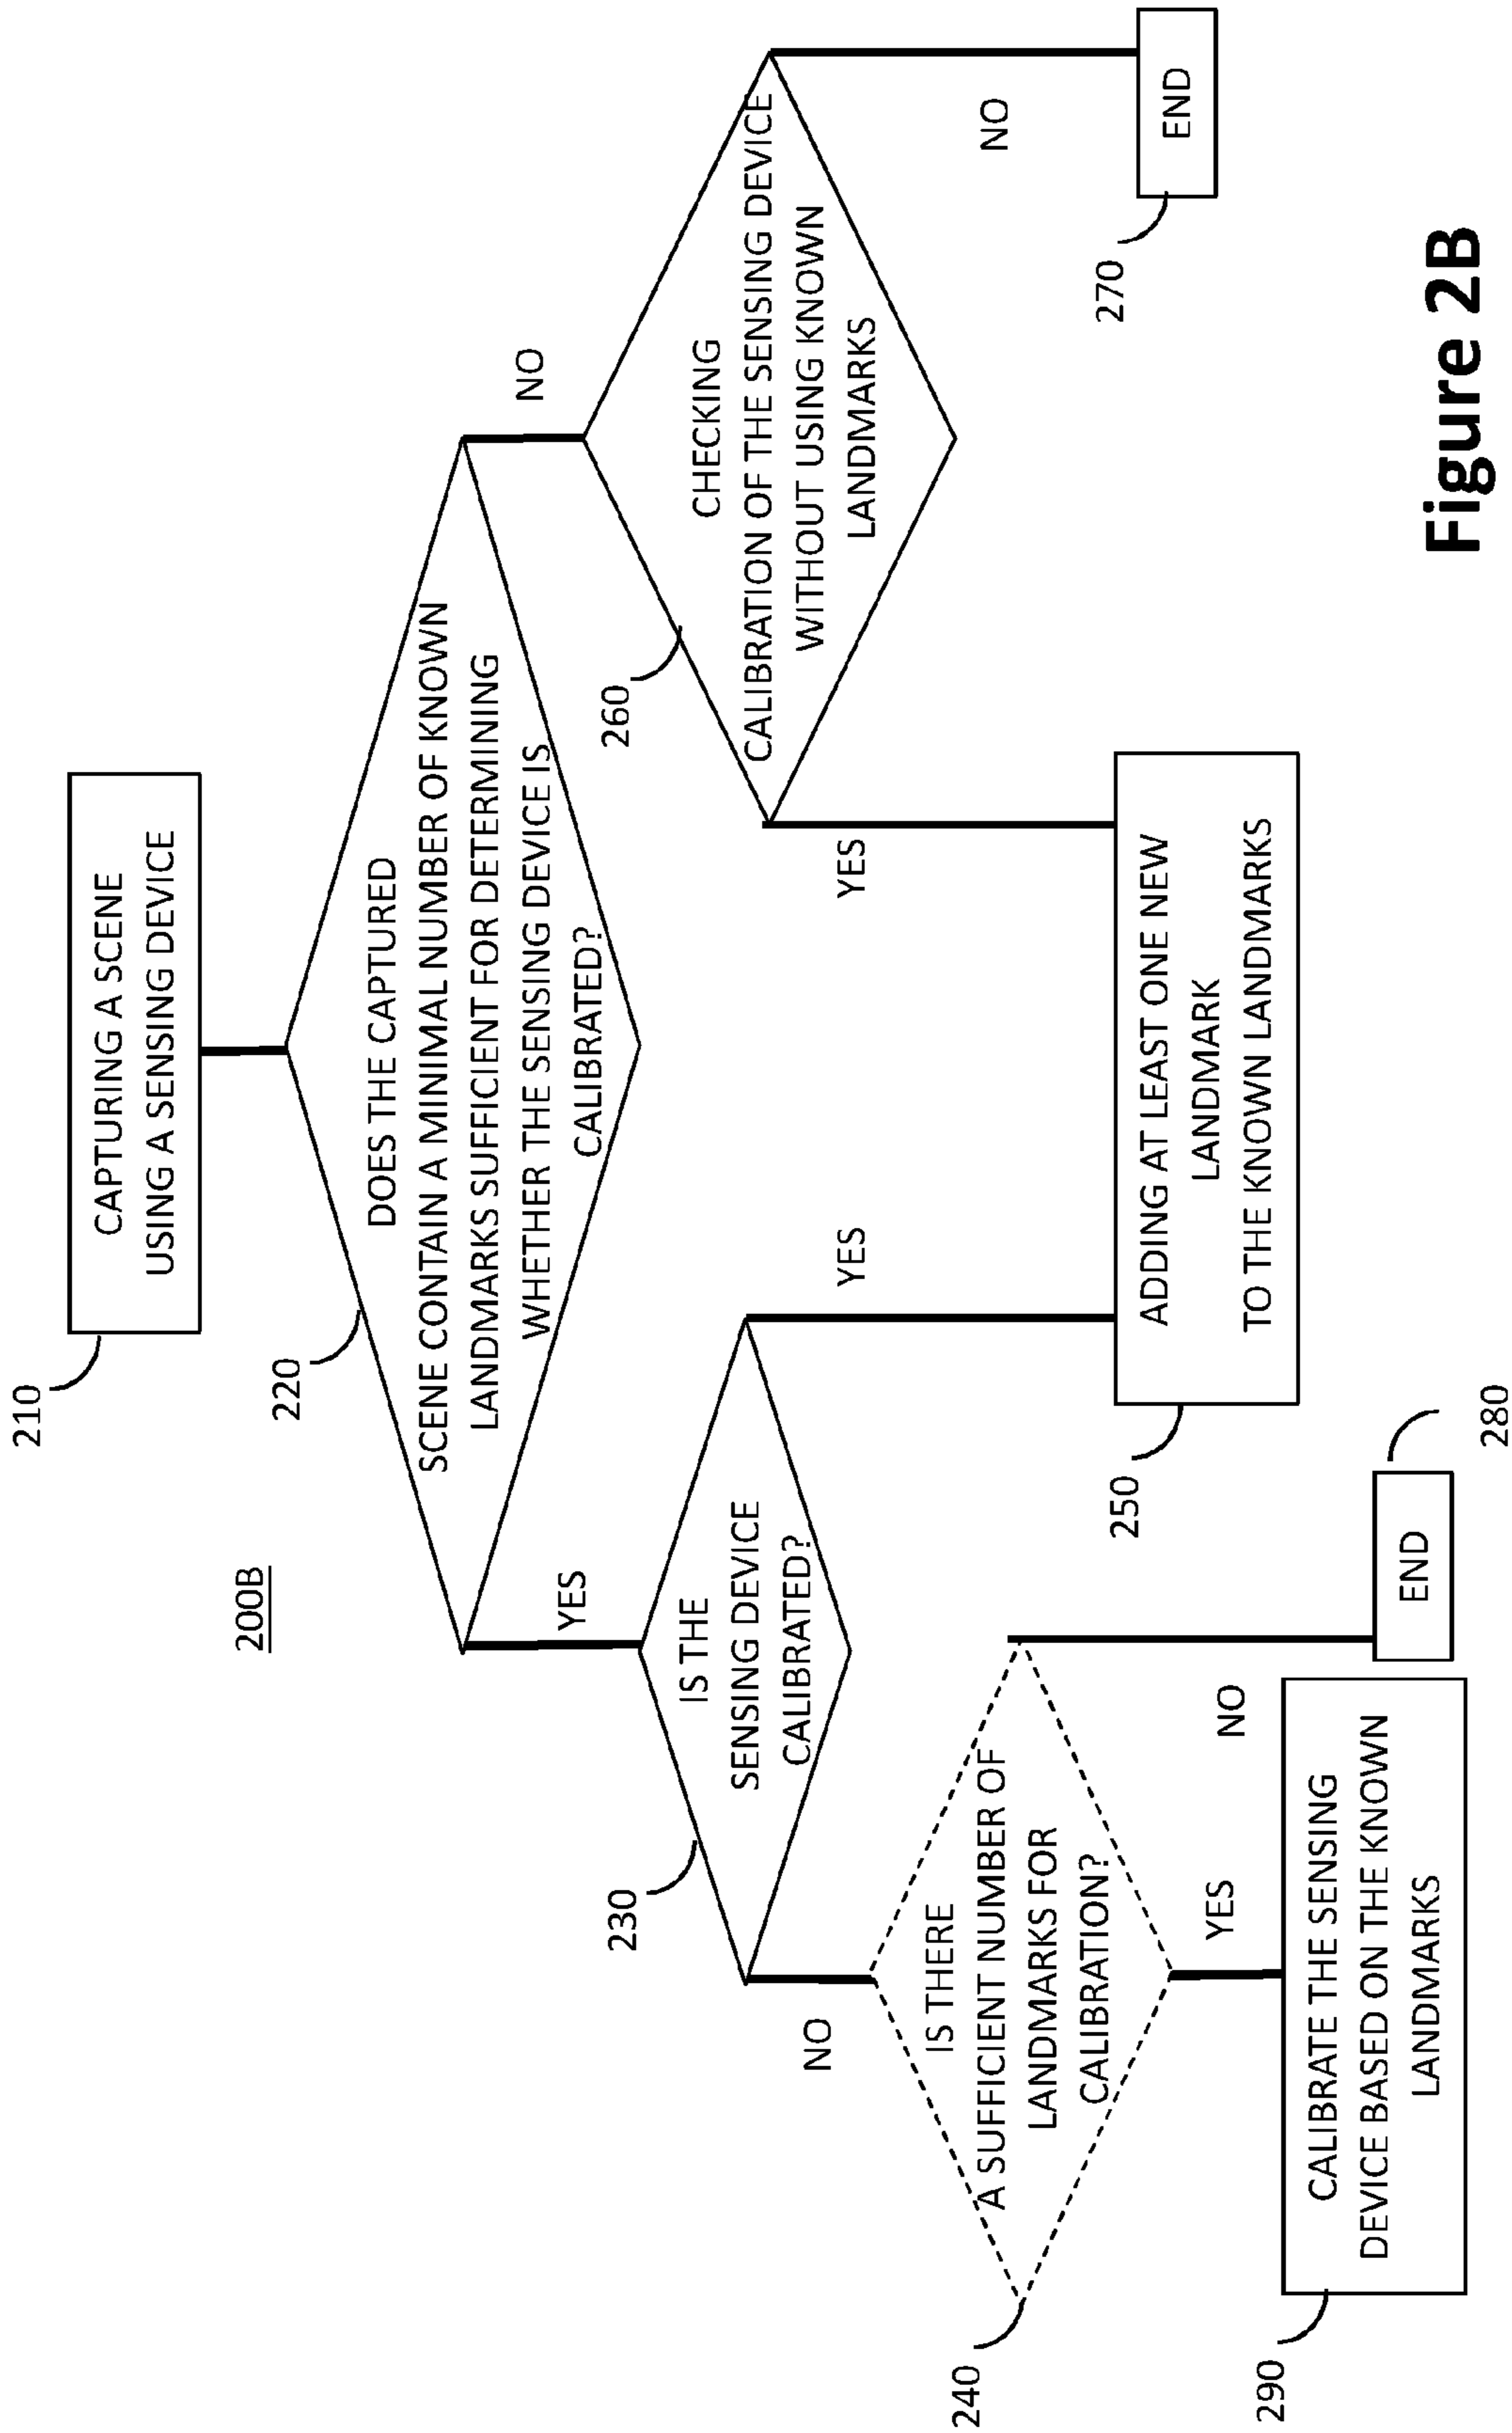 200B
210
CAPTURING A SCENE
USING A SENSING DEVICE
220
DOES THE CAPTURED
SCENE CONTAIN A MINIMAL NUMBER OF KNOWN
LANDMARKS SUFFICIENT FOR DETERMINING
WHETHER THE SENSING DEVICE IS
CALIBRATED?
YES
NO
230
IS THE
SENSING DEVICE
CALIBRATED?
260
CHECKING
CALIBRATION OF THE SENSING DEVICE
WITHOUT USING KNOWN
LANDMARKS
NO
YES
YES
NO
240
IS THERE
A SUFFICIENT NUMBER OF
LANDMARKS FOR
CALIBRATION?
YES
NO
250
ADDING AT LEAST ONE NEW
LANDMARK
TO THE KNOWN LANDMARKS
270
END
290
CALIBRATE THE SENSING
DEVICE BASED ON THE KNOWN
LANDMARKS
END
280
Figure 2B